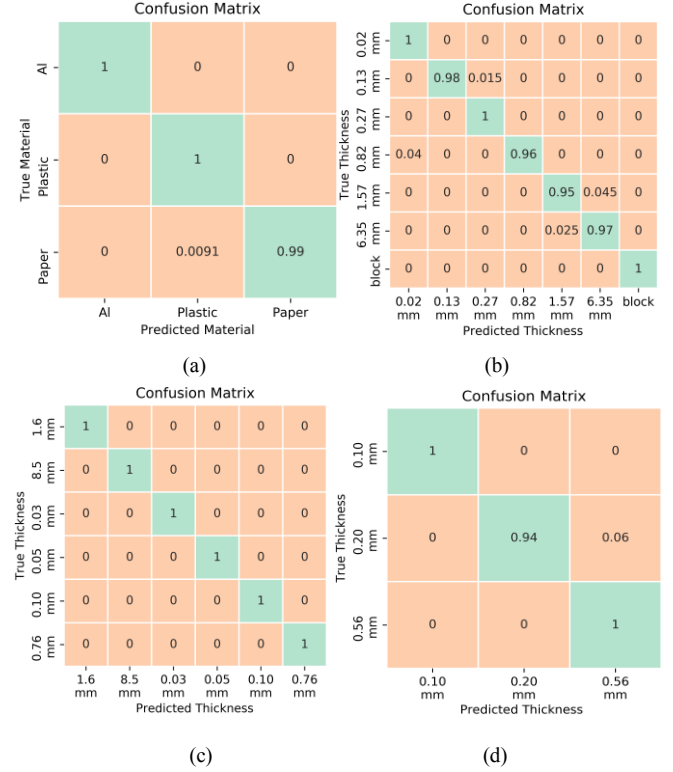 Confusion Matrix
True Material
Al 1 0 0
Plastic 0 1 0
Paper 0 0.0091 0.99
Al Plastic Paper
Predicted Material
(a)
Confusion Matrix
True Thickness
0.02 mm 1 0 0 0 0 0 0
0.13 mm 0 0.98 0.015 0 0 0 0
0.27 mm 0 0 1 0 0 0 0
0.82 mm 0.04 0 0 0.96 0 0 0
1.57 mm 0 0 0 0 0.95 0.045 0
6.35 mm 0 0 0 0 0.025 0.97 0
block 0 0 0 0 0 0 1
0.02 0.13 0.27 0.82 1.57 6.35 block
mm mm mm mm mm mm
Predicted Thickness
(b)
Confusion Matrix
True Thickness
1.6 mm 1 0 0 0 0 0
8.5 mm 0 1 0 0 0 0
0.03 mm 0 0 1 0 0 0
0.05 mm 0 0 0 1 0 0
0.10 mm 0 0 0 0 1 0
0.76 mm 0 0 0 0 0 1
1.6 8.5 0.03 0.05 0.10 0.76
mm mm mm mm mm mm
Predicted Thickness
(c)
Confusion Matrix
True Thickness
0.10 mm 1 0 0
0.20 mm 0 0.94 0.06
0.56 mm 0 0 1
0.10 0.20 0.56
mm mm mm
Predicted Thickness
(d)